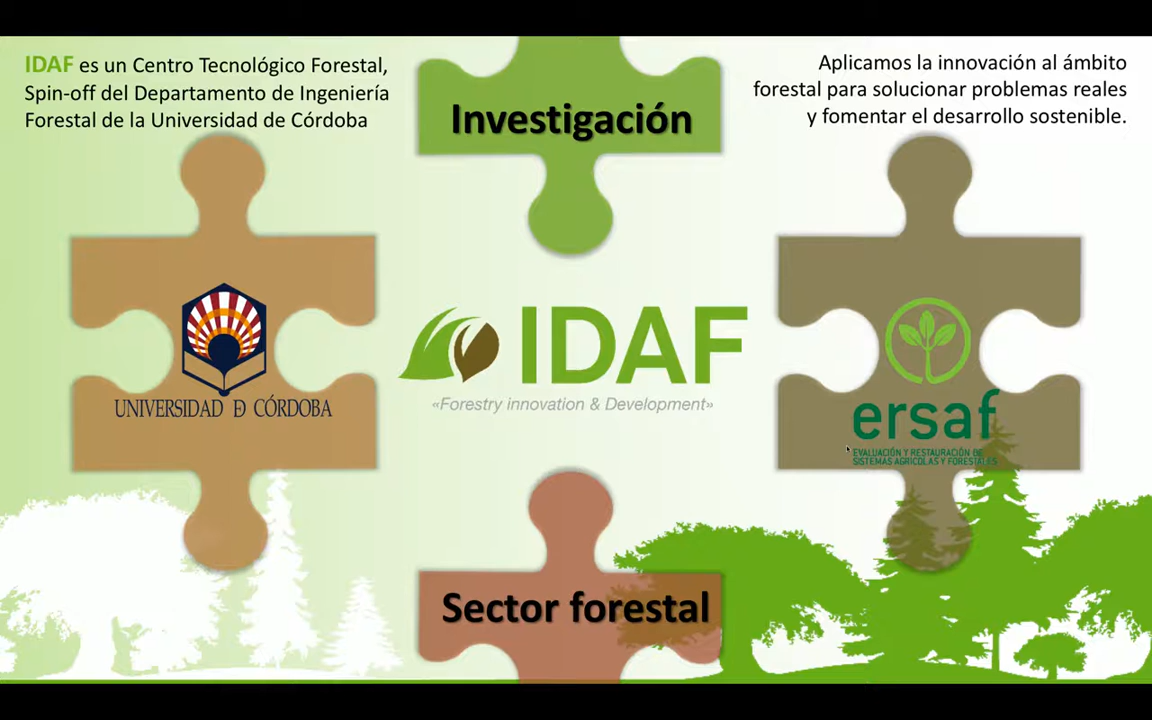 IDAF es un Centro Tecnológico Forestal,
Spin-off del Departamento de Ingeniería
Forestal de la Universidad de Córdoba
Investigación
Aplicamos la innovación al ámbito
forestal para solucionar problemas reales
y fomentar el desarrollo sostenible.
UNIVERSIDAD Ð CÓRDOBA
IDAF
«Forestry innovation & Development»
ersaf
EVALUACIÓN Y RESTAURACIÓN DE
SISTEMAS AGRÍCOLAS Y FORESTALES
Sector forestal